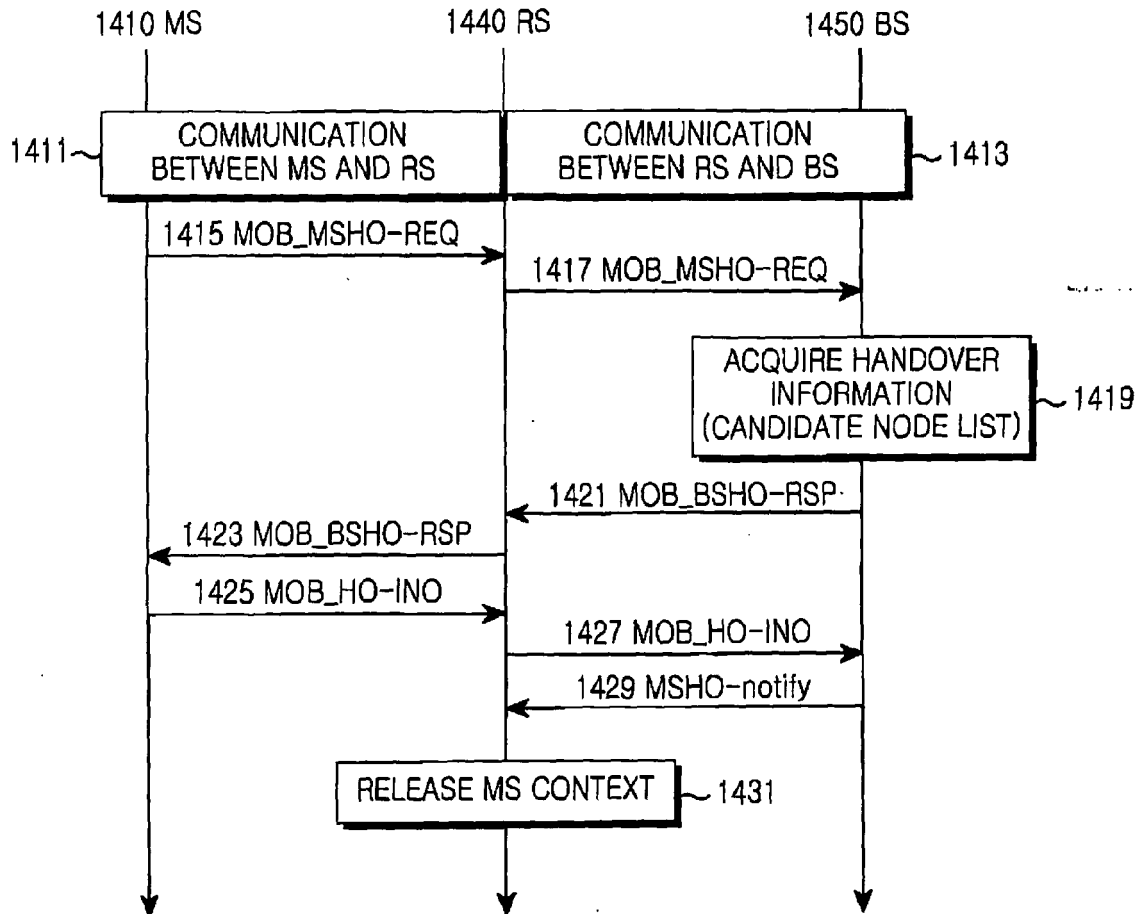 1410 MS
1440 RS
1450 BS
1411
COMMUNICATION
BETWEEN MS AND RS
COMMUNICATION
BETWEEN RS AND BS
1413
1415 MOB_MSHO-REQ
1417 MOB_MSHO-REQ
ACQUIRE HANDOVER
INFORMATION
(CANDIDATE NODE LIST)
1419
1421 MOB_BSHO-RSP
1423 MOB_BSHO-RSP
1425 MOB_HO-INO
1427 MOB_HO-INO
1429 MSHO-notify
RELEASE MS CONTEXT
1431